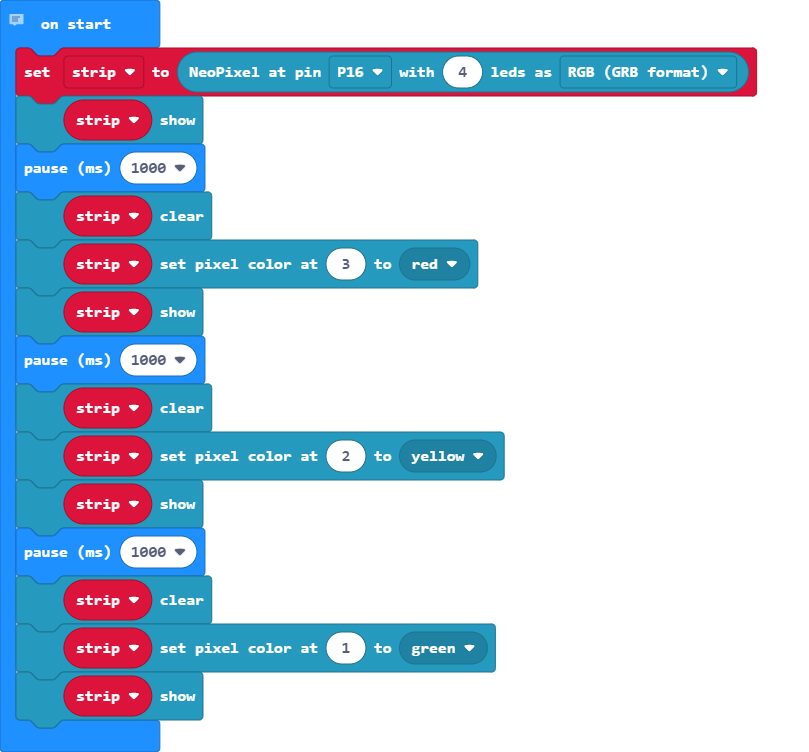 on start
set strip to NeoPixel at pin P16 with 4 leds as RGB (GRB format)
strip show
pause (ms) 1000
strip clear
strip set pixel color at 3 to red
strip show
pause (ms) 1000
strip clear
strip set pixel color at 2 to yellow
strip show
pause (ms) 1000
strip clear
strip set pixel color at 1 to green
strip show